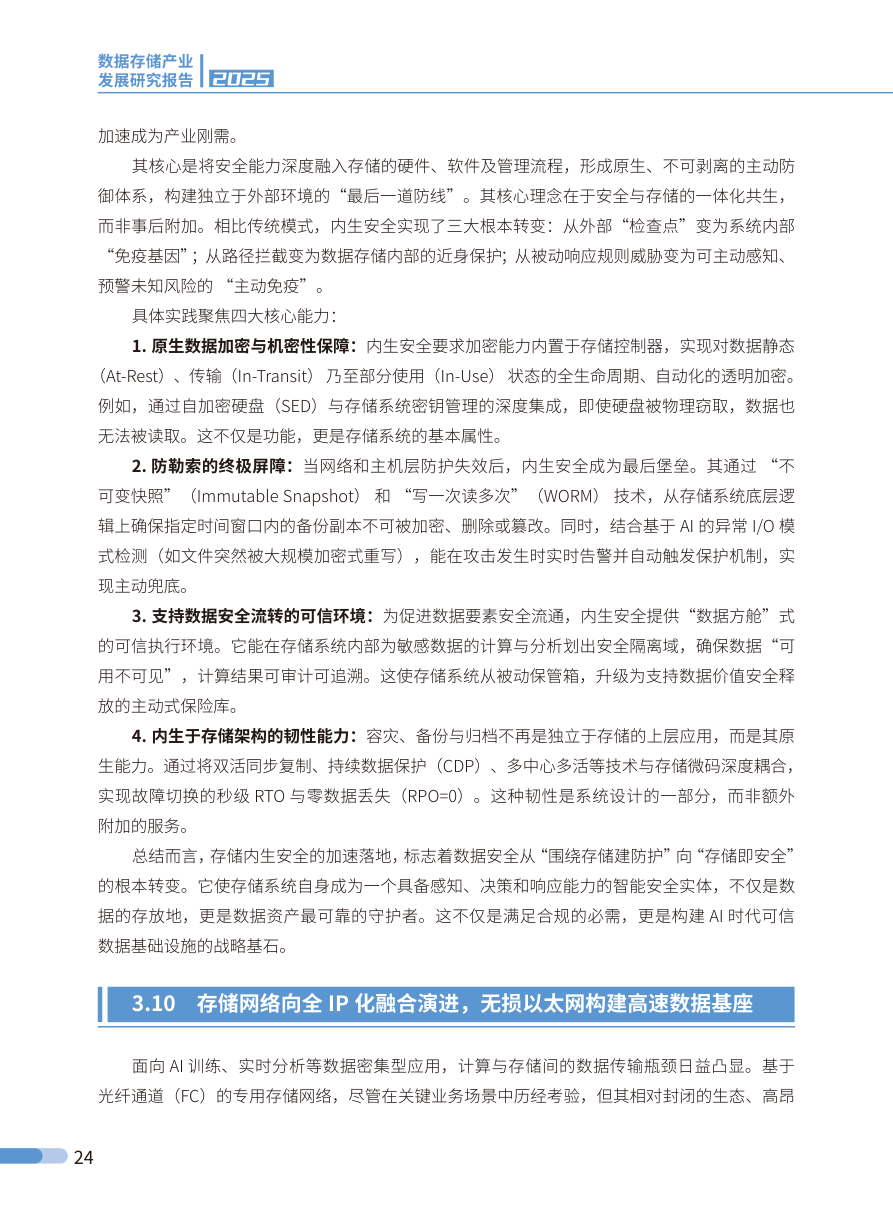 数据存储产业
发展研究报告 2025
加速成为产业刚需。
其核心是将安全能力深度融入存储的硬件、软件及管理流程，形成原生、不可剥离的主动防
御体系，构建独立于外部环境的“最后一道防线”。其核心理念在于安全与存储的一体化共生，
而非事后附加。相比传统模式，内生安全实现了三大根本转变：从外部“检查点”变为系统内部
“免疫基因”；从路径拦截变为数据存储内部的近身保护；从被动响应规则威胁变为可主动感知、
预警未知风险的 “主动免疫”。
具体实践聚焦四大核心能力：
1. 原生数据加密与机密性保障：内生安全要求加密能力内置于存储控制器，实现对数据静态
（At-Rest）、传输（In-Transit） 乃至部分使用（In-Use） 状态的全生命周期、自动化的透明加密。
例如，通过自加密硬盘（SED）与存储系统密钥管理的深度集成，即使硬盘被物理窃取，数据也
无法被读取。这不仅是功能，更是存储系统的基本属性。
2. 防勒索的终极屏障：当网络和主机层防护失效后，内生安全成为最后堡垒。其通过 “不
可变快照”（Immutable Snapshot） 和 “写一次读多次”（WORM） 技术，从存储系统底层逻
辑上确保指定时间窗口内的备份副本不可被加密、删除或篡改。同时，结合基于 AI 的异常 I/O 模
式检测（如文件突然被大规模加密式重写），能在攻击发生时实时告警并自动触发保护机制，实
现主动兜底。
3. 支持数据安全流转的可信环境：为促进数据要素安全流通，内生安全提供“数据方舱”式
的可信执行环境。它能在存储系统内部为敏感数据的计算与分析划出安全隔离域，确保数据“可
用不可见”，计算结果可审计可追溯。这使存储系统从被动保管箱，升级为支持数据价值安全释
放的主动式保险库。
4. 内生于存储架构的韧性能力：容灾、备份与归档不再是独立于存储的上层应用，而是其原
生能力。通过将双活同步复制、持续数据保护（CDP）、多中心多活等技术与存储微码深度耦合，
实现故障切换的秒级 RTO 与零数据丢失（RPO=0）。这种韧性是系统设计的一部分，而非额外
附加的服务。
总结而言，存储内生安全的加速落地，标志着数据安全从“围绕存储建防护”向“存储即安全”
的根本转变。它使存储系统自身成为一个具备感知、决策和响应能力的智能安全实体，不仅是数
据的存放地，更是数据资产最可靠的守护者。这不仅是满足合规的必需，更是构建 AI 时代可信
数据基础设施的战略基石。
3.10 存储网络向全 IP 化融合演进，无损以太网构建高速数据基座
面向 AI 训练、实时分析等数据密集型应用，计算与存储间的数据传输瓶颈日益凸显。基于
光纤通道（FC）的专用存储网络，尽管在关键业务场景中历经考验，但其相对封闭的生态、高昂
24